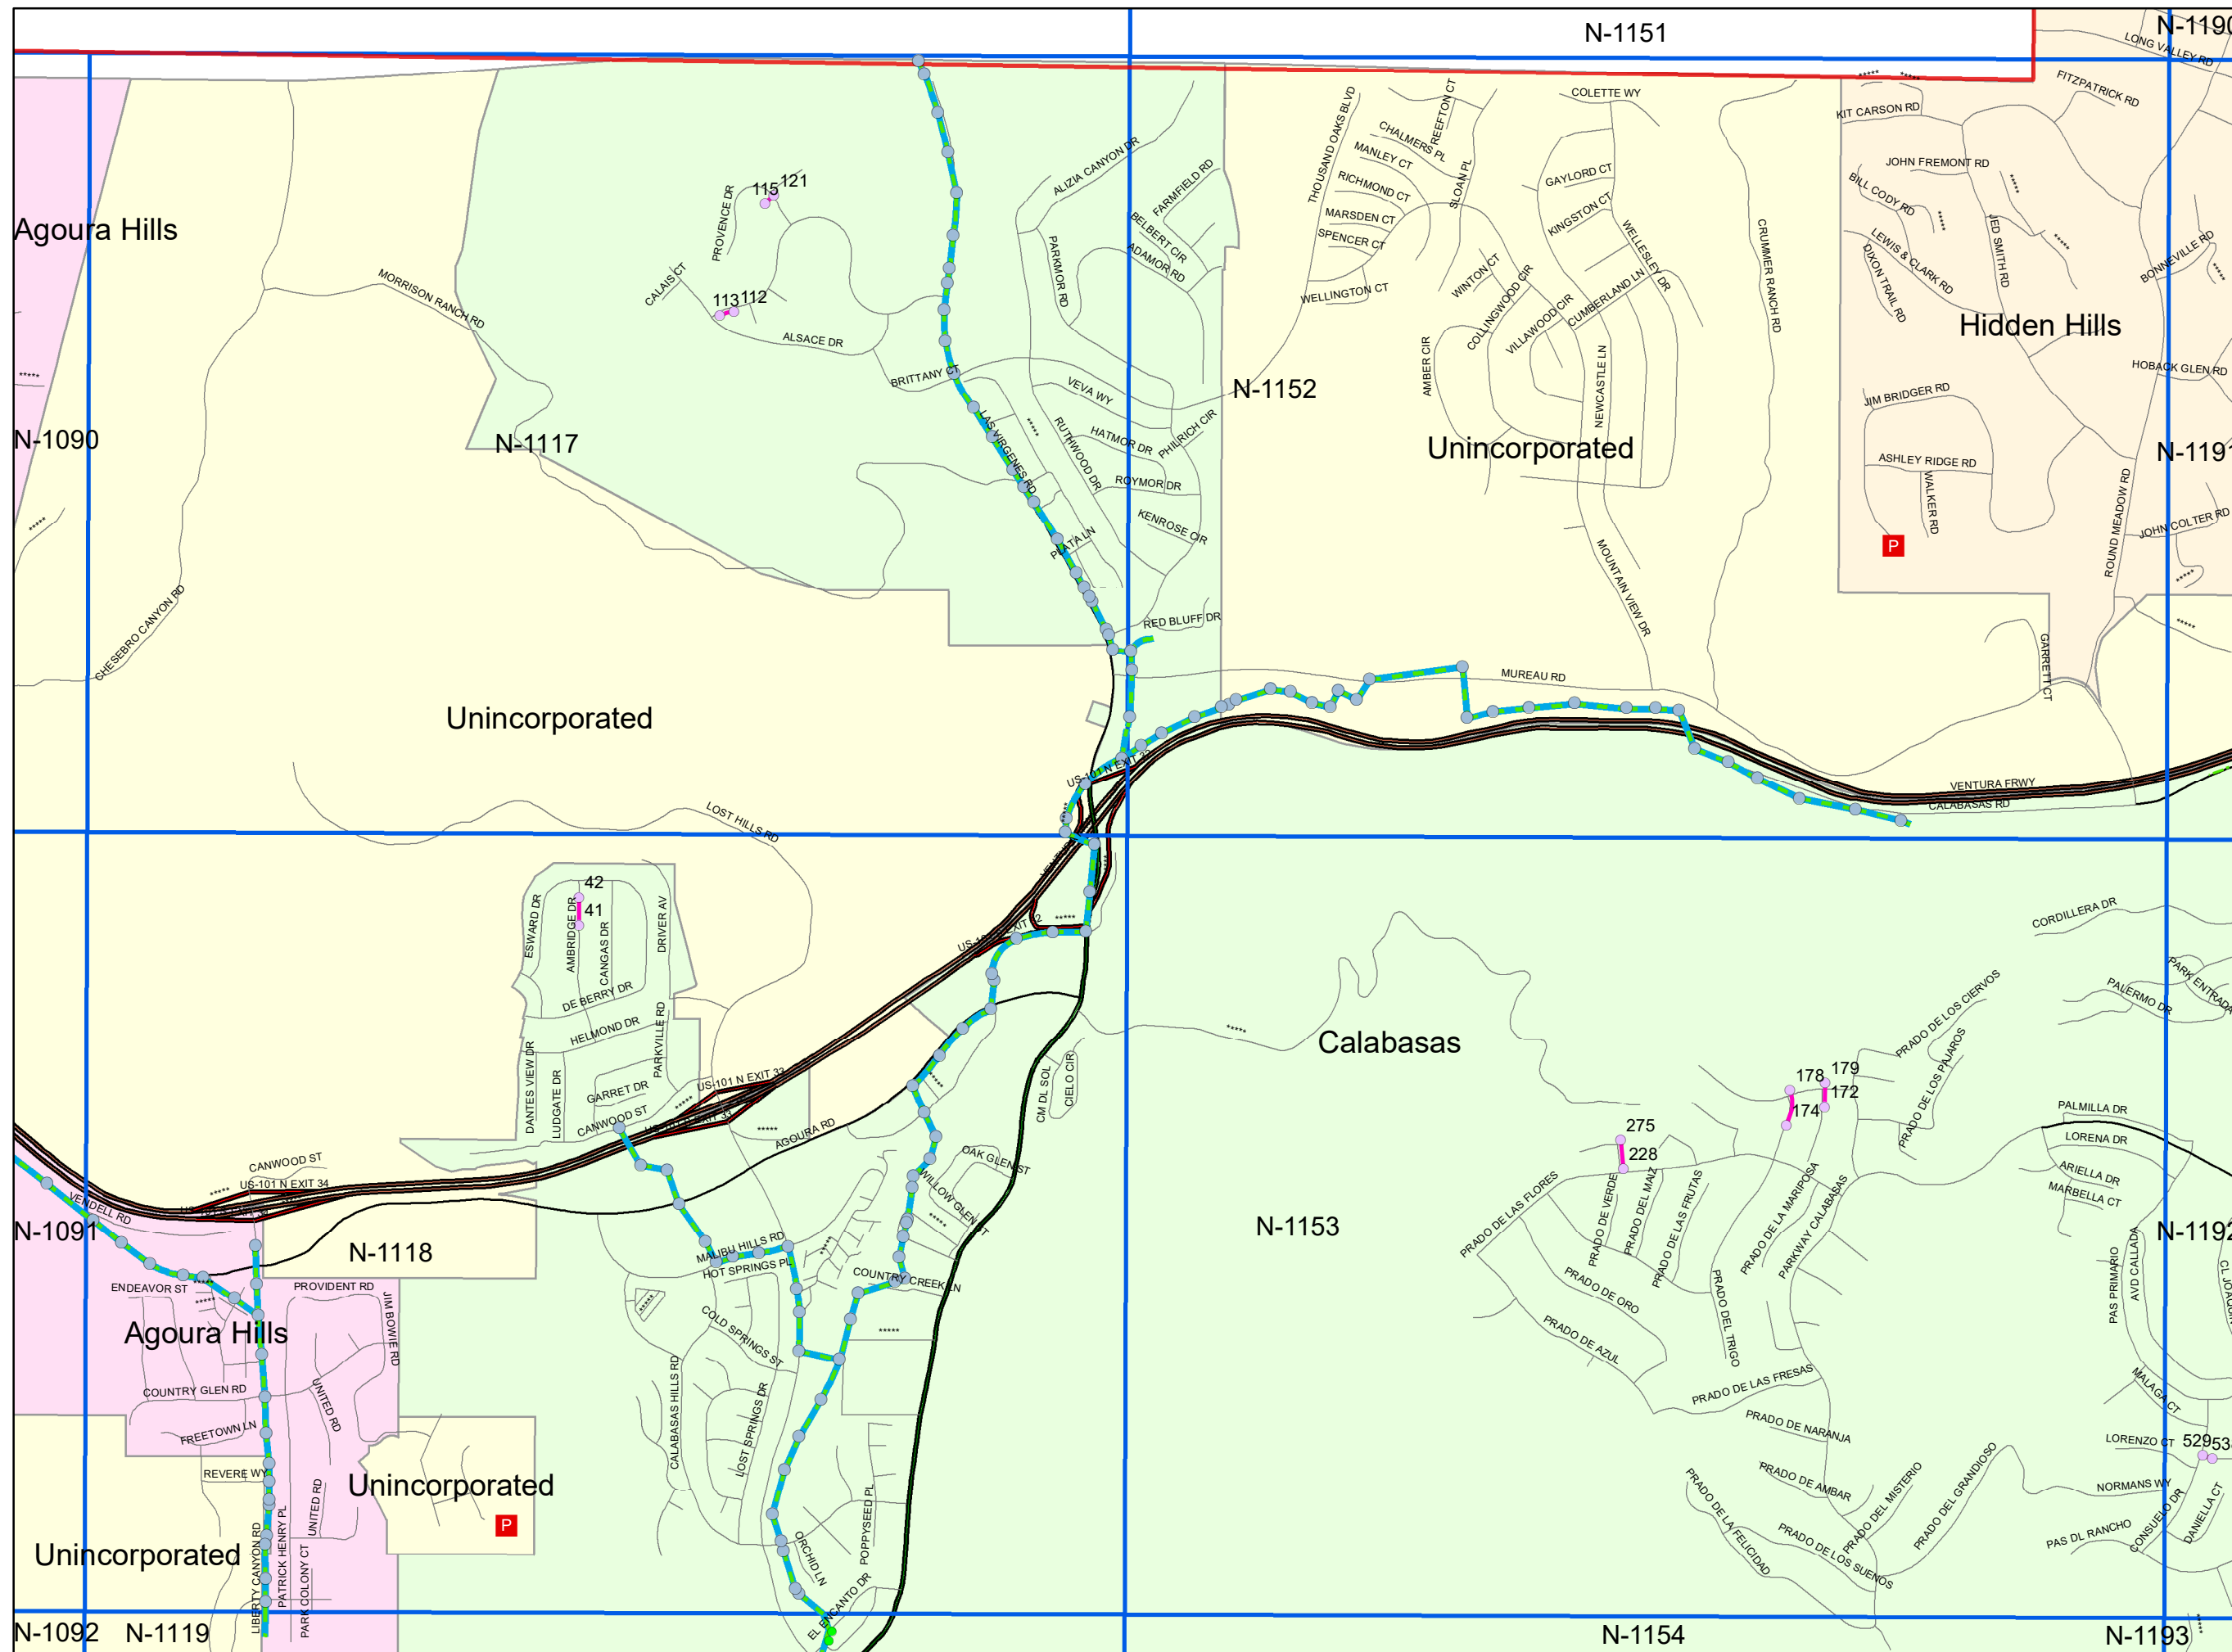 N-1151
N-1190
LONG VALLEY RD
FITZPATRICK RD
COLETTE WY
KIT CARSON RD
THOUSAND OAKS BLVD
REEFTON CT
CHALMERS PL
MANLEY CT
RICHMOND CT
SLOAN PL
MARSDEN CT
SPENCER CT
WELLINGTON CT
GAYLORD CT
KINGSTON CT
WELLESLEY DR
CRUMMER RANCH RD
JOHN FREMONT RD
BILL CODY RD
LEWIS & CLARK RD
DIXON TRAIL RD
JED SMITH RD
BONNEVILLE RD
ALIZIA CANYON DR
FARMFIELD RD
BELBERT CIR
ADAMOR RD
PARKMOR RD
115
121
PROVENCE DR
Agoura Hills
CALAIS CT
MORRISON RANCH RD
113
112
ALSACE DR
BRITTANY CT
WINTON CT
COLLINGWOOD CIR
VILLAWOOD CIR
CUMBERLAND LN
AMBER CIR
NEWCASTLE LN
Hidden Hills
HOBACK GLEN RD
JIM BRIDGER RD
N-1152
VEVA WY
LAS VIRGENES RD
RUTHWOOD DR
HATMOR DR
PHILRICH CIR
ROYMOR DR
KENROSE CIR
PLATA LN
N-1090
N-1117
Unincorporated
N-1191
ASHLEY RIDGE RD
WALKER RD
P
ROUND MEADOW RD
JOHN COLTER RD
MOUNTAIN VIEW DR
CHESEBRO CANYON RD
RED BLUFF DR
GARRETT CT
MUREAU RD
Unincorporated
US-101 N EXIT 32
VENTURA FRWY
CALABASAS RD
LOST HILLS RD
42
41
ESWARD DR
AMBRIDGE DR
CANGAS DR
DRIVER AV
DE BERRY DR
HELMOND DR
PARKVILLE RD
DANTES VIEW DR
LUDGATE DR
GARRET DR
CANWOOD ST
US-101 N EXIT 33
AGOURA RD
CM DL SOL
CIELO CIR
Calabasas
CORDILLERA DR
PARK ENTRADA
PALERMO DR
PRADO DE LOS CIERVOS
PRADO DE LOS PAJAROS
178
179
172
174
275
228
PALMILLA DR
LORENA DR
ARIELLA DR
MARBELLA CT
OAK GLEN ST
WILLOW GLEN ST
CANWOOD ST
US-101 N EXIT 34
VENDELL RD
N-1091
N-1118
MALIBU HILLS RD
HOT SPRINGS PL
COUNTRY CREEK LN
N-1153
PRADO DE LAS FLORES
PRADO DE VERDE
PRADO DEL MAIZ
PRADO DE LAS FRUTAS
PRADO DE LA MARIPOSA
PARKWAY CALABASAS
N-1192
PAS PRIMARIO
AVD CALLADA
ENDEAVOR ST
PROVIDENT RD
JIM BOWIE RD
Agoura Hills
COLD SPRINGS ST
PRADO DE ORO
PRADO DE AZUL
PRADO DEL TRIGO
PRADO DE LAS FRESAS
COUNTRY GLEN RD
UNITED RD
FREETOWN LN
REVERE WY
CALABASAS HILLS RD
LOST SPRINGS DR
POPPYSEED PL
PRADO DE NARANJA
MALAGA CT
LORENZO CT
529
NORMANS WY
PRADO DE AMBAR
PRADO DEL MISTERIO
PRADO DEL GRANDIOSO
PRADO DE LA FELICIDAD
PRADO DE LOS SUENOS
PAS DL RANCHO
CONSUELO DR
DANIELLA CT
Unincorporated
P
Unincorporated
LIBERTY CANYON RD
PATRICK HENRY PL
UNITED RD
PARK COLONY CT
ORCHID LN
EL ENCANTO DR
N-1092
N-1119
N-1154
N-1193